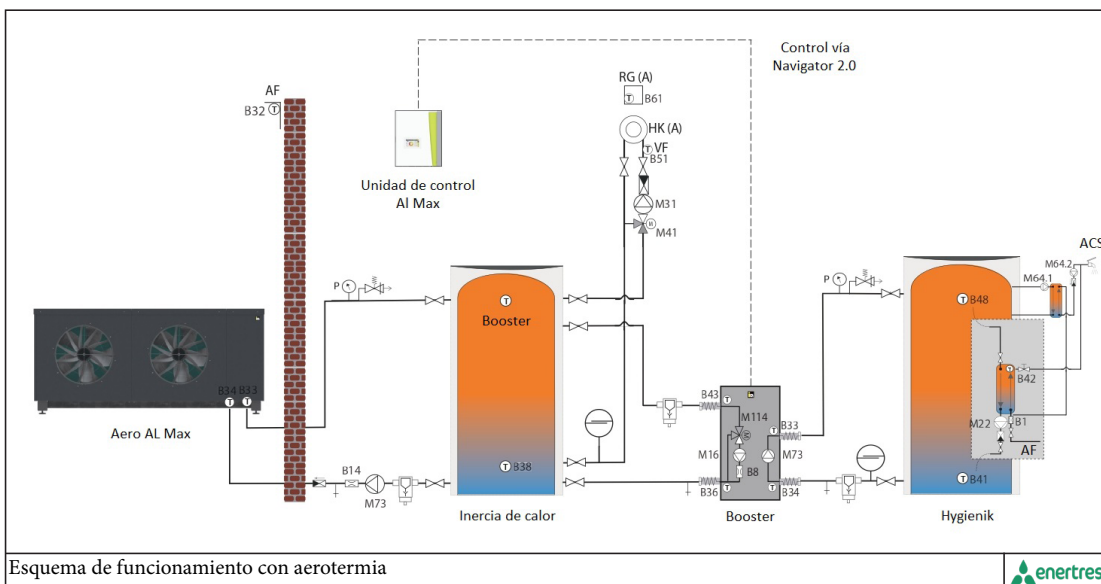 Control vía
Navigator 2.0
AF
B32
T
RG (A)
T
B61
HK (A)
T
VF
B51
M31
M
M41
Unidad de control
Al Max
ACS
M64.2
M64.1
P
P
T
Booster
T
B48
B34
B33
T
T
Aero AL Max
T
B42
B43
T
M114
M
T
B33
M22
B1
AF
M16
M73
B8
B14
M73
T
B38
B36
T
T
B34
T
B41
Inercia de calor
Booster
Hygienik
Esquema de funcionamiento con aerotermia
enertres